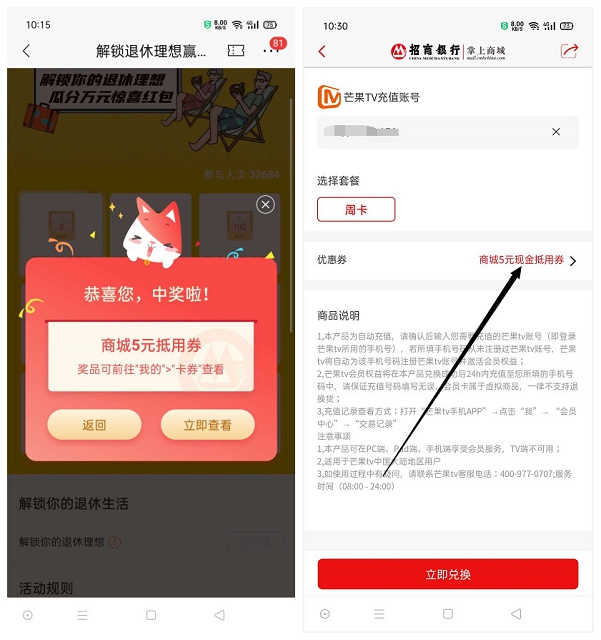 10:15
5
8.00
KB/S
75
解锁退休理想赢...
81
解锁你的退休理想
瓜分万元惊喜红包
参与人次 32684
5
100
恭喜您，中奖啦！
商城5元抵用券
奖品可前往"我的">"卡券"查看
返回
立即查看
解锁你的退休生活
解锁你的退休理想
活动规则
10:30
5
8.00
KB/S
75
招商银行
CHINA MERCHANTS BANK
掌上商城
mall.cmbchina.com
芒果TV充值账号
选择套餐
周卡
优惠券
商城5元现金抵用券
商品说明
1,本产品为自动充值，请确认后输入您需要充值的芒果tv账号（即登录
芒果tv所用的手机号），若所填手机号码从未注册过芒果tv账号，芒果
tv将自动为该手机号码注册芒果tv账号并激活会员权益；
2,芒果tv会员权益将在本产品兑换成功后24h内充值至您所填的手机号
码中，请保证充值号码填写无误，会员卡属于虚拟商品，一律不支持退
换货；
3,充值记录查看方式：打开“芒果tv手机APP”→点击“我”→“会员
中心”→“交易记录”
注意事项
1,本产品可在PC端、Pad端、手机端享受会员服务，TV端不可用；
2,适用于芒果tv中国大陆地区用户
3,如使用过程中有疑问，请联系芒果tv客服电话：400-977-0707;服务
时间（08:00 - 24:00）
立即兑换